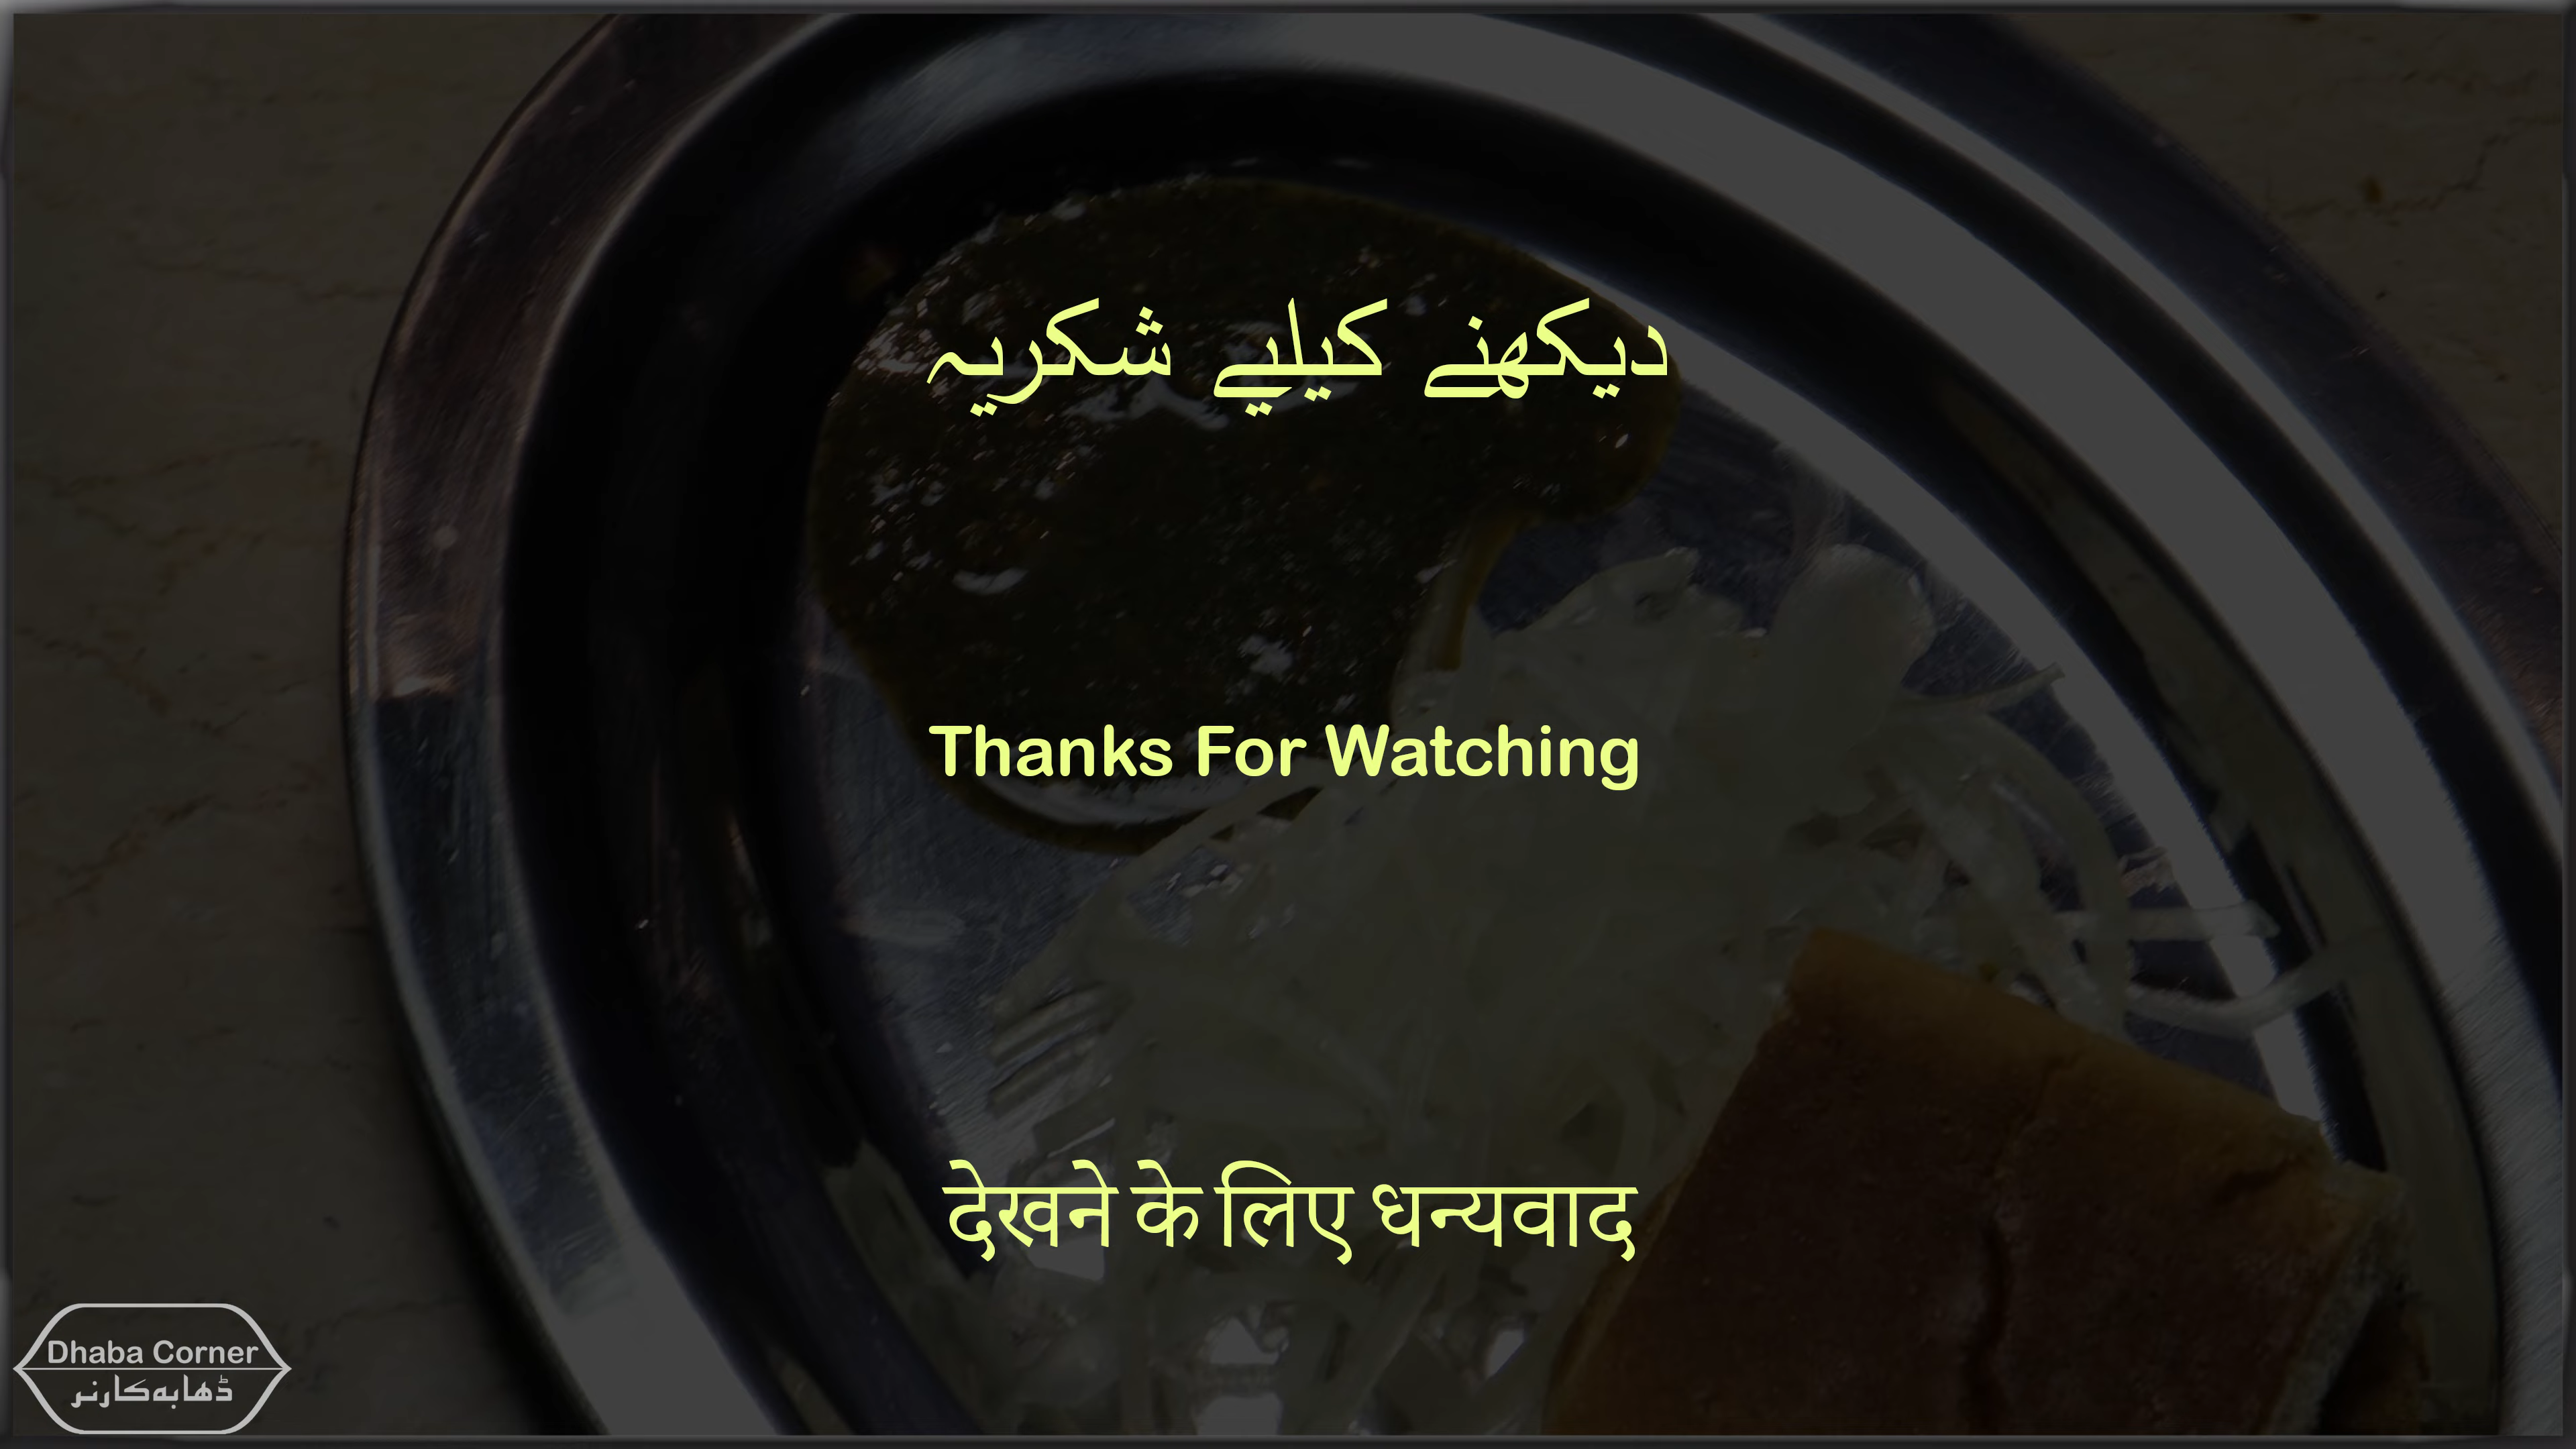 دیکھنے کیلیے شکریہ
Thanks For Watching
देखने के लिए धन्यवाद
Dhaba Corner
ڈھابہ کارنر